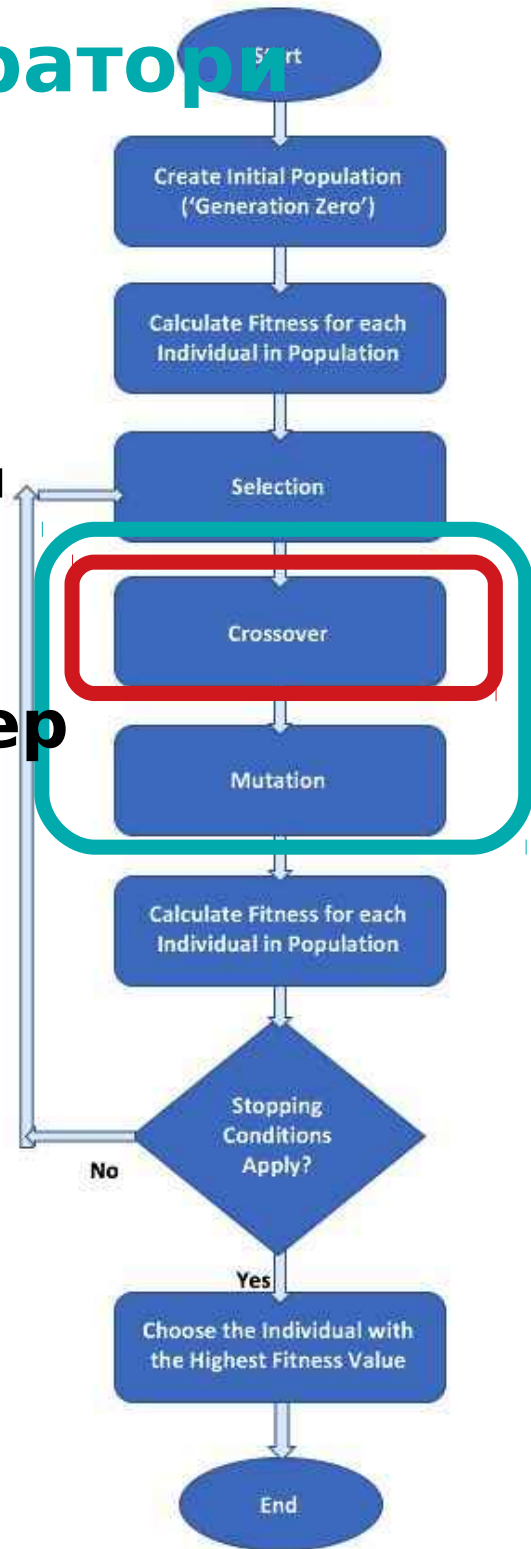 ратори
Start
Create Initial Population
('Generation Zero')
Calculate Fitness for each
Individual in Population
Selection
Crossover
ер
Mutation
Calculate Fitness for each
Individual in Population
Stopping
Conditions
Apply?
No
Yes
Choose the Individual with
the Highest Fitness Value
End